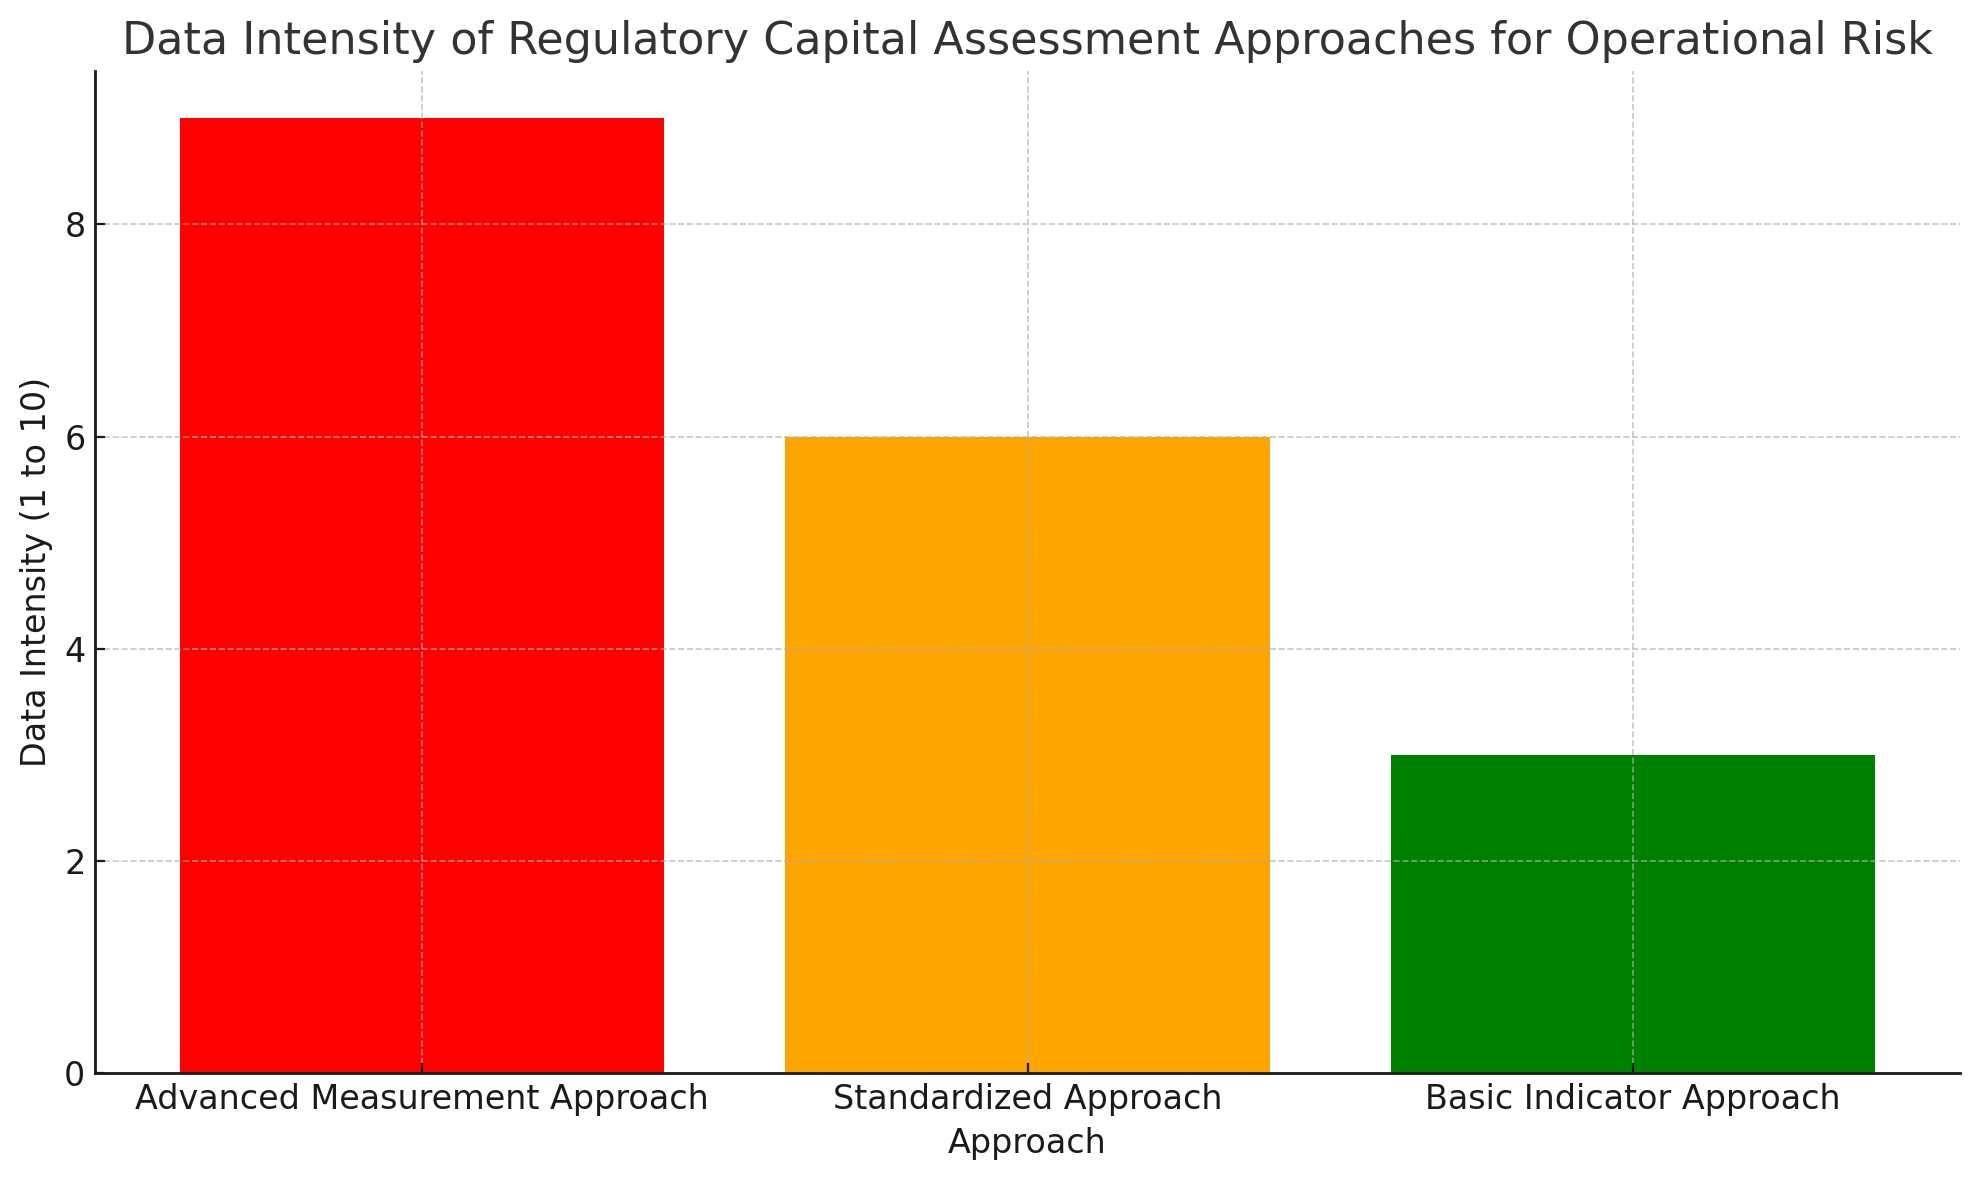 Data Intensity of Regulatory Capital Assessment Approaches for Operational Risk
Data Intensity (1 to 10)
8
6
4
2
0
Advanced Measurement Approach
Standardized Approach
Basic Indicator Approach
Approach